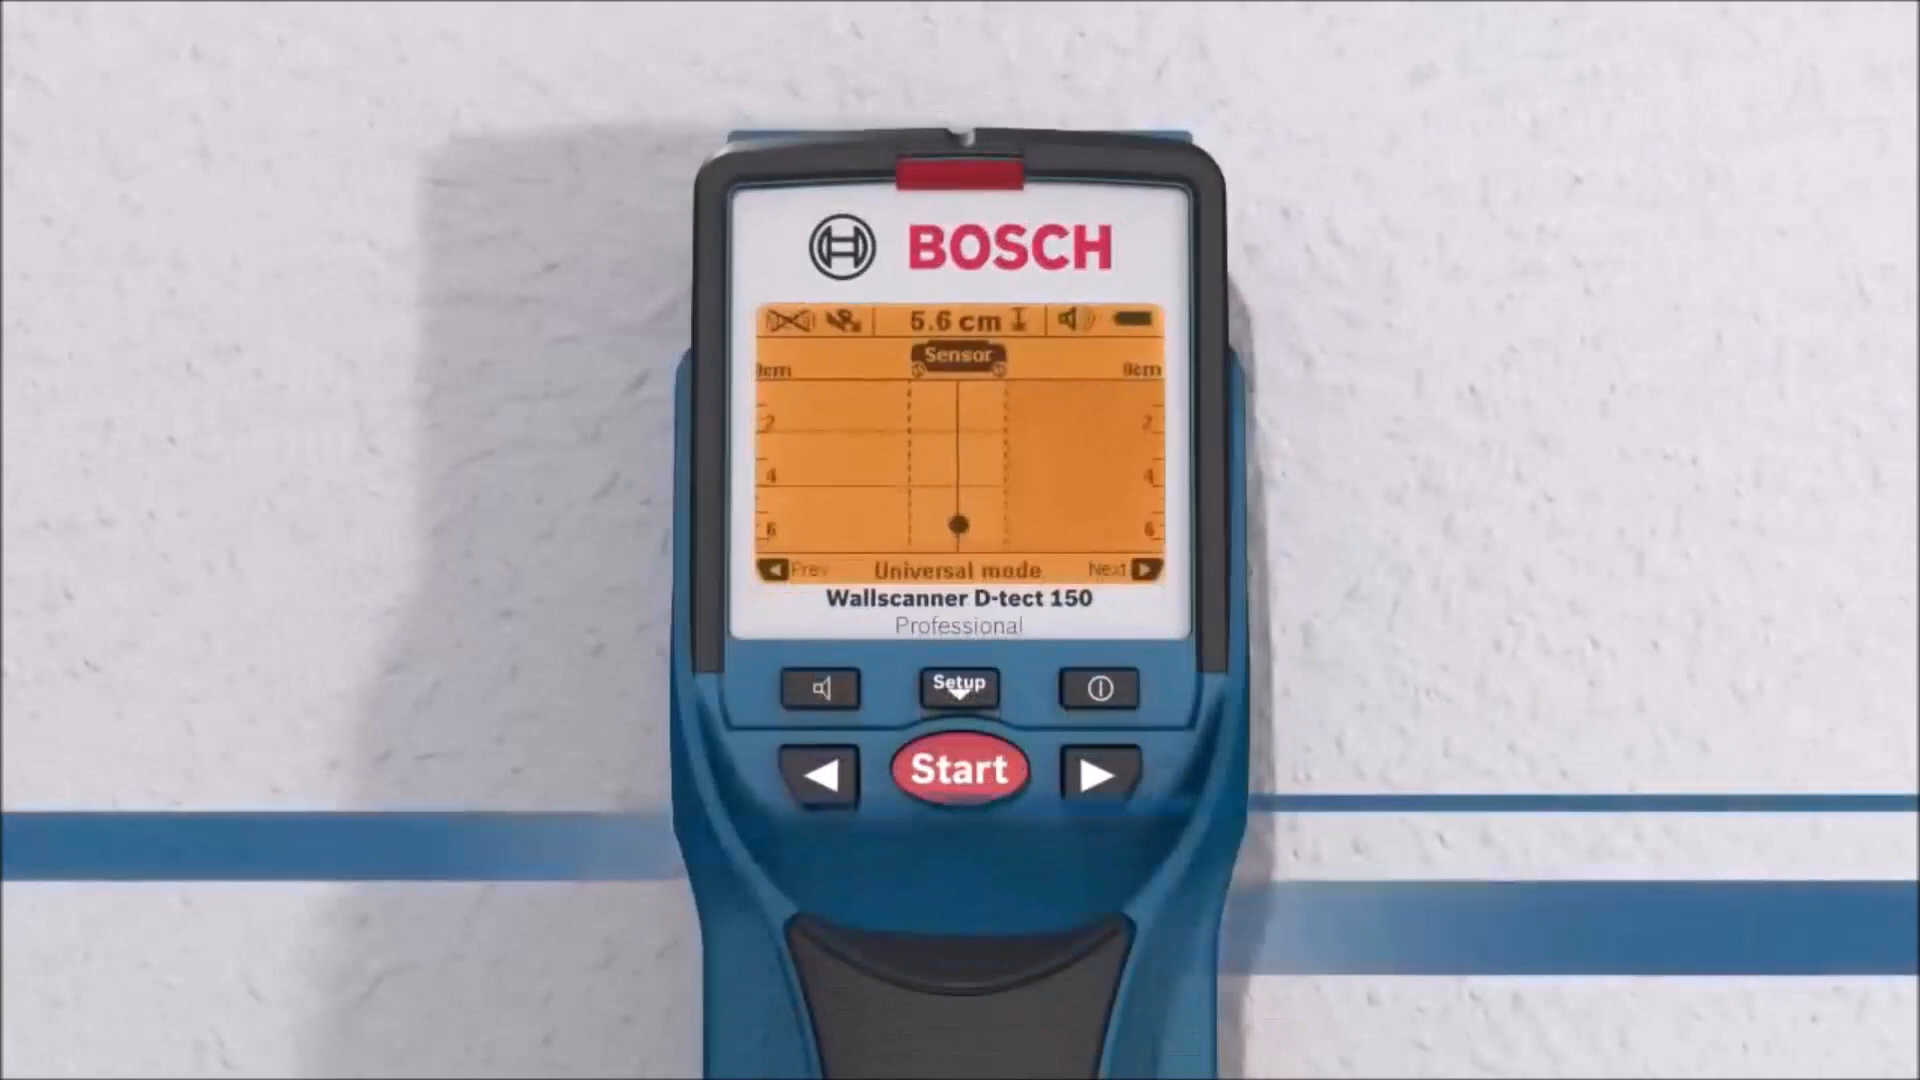 BOSCH
5.6 cm
Sensor
0cm 0cm
2 2
4 4
6 6
Prev Universal mode Next
Wallscanner D-tect 150
Professional
Setup
Start